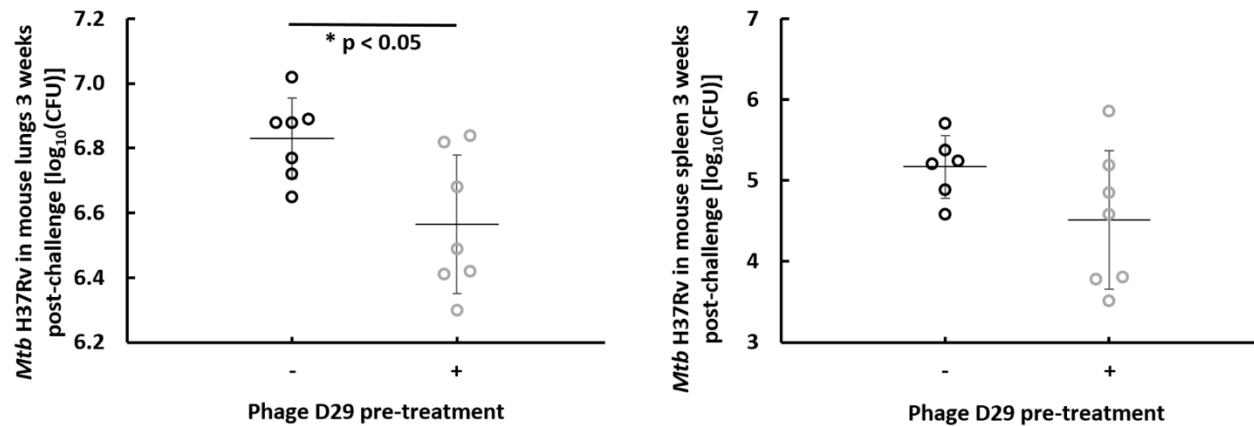 Mtb H37Rv in mouse lungs 3 weeks
post-challenge [log₁₀(CFU)]
7.2
7.0
6.8
6.6
6.4
6.2
* p < 0.05
- +
Phage D29 pre-treatment
Mtb H37Rv in mouse spleen 3 weeks
post-challenge [log₁₀(CFU)]
7
6
5
4
3
- +
Phage D29 pre-treatment